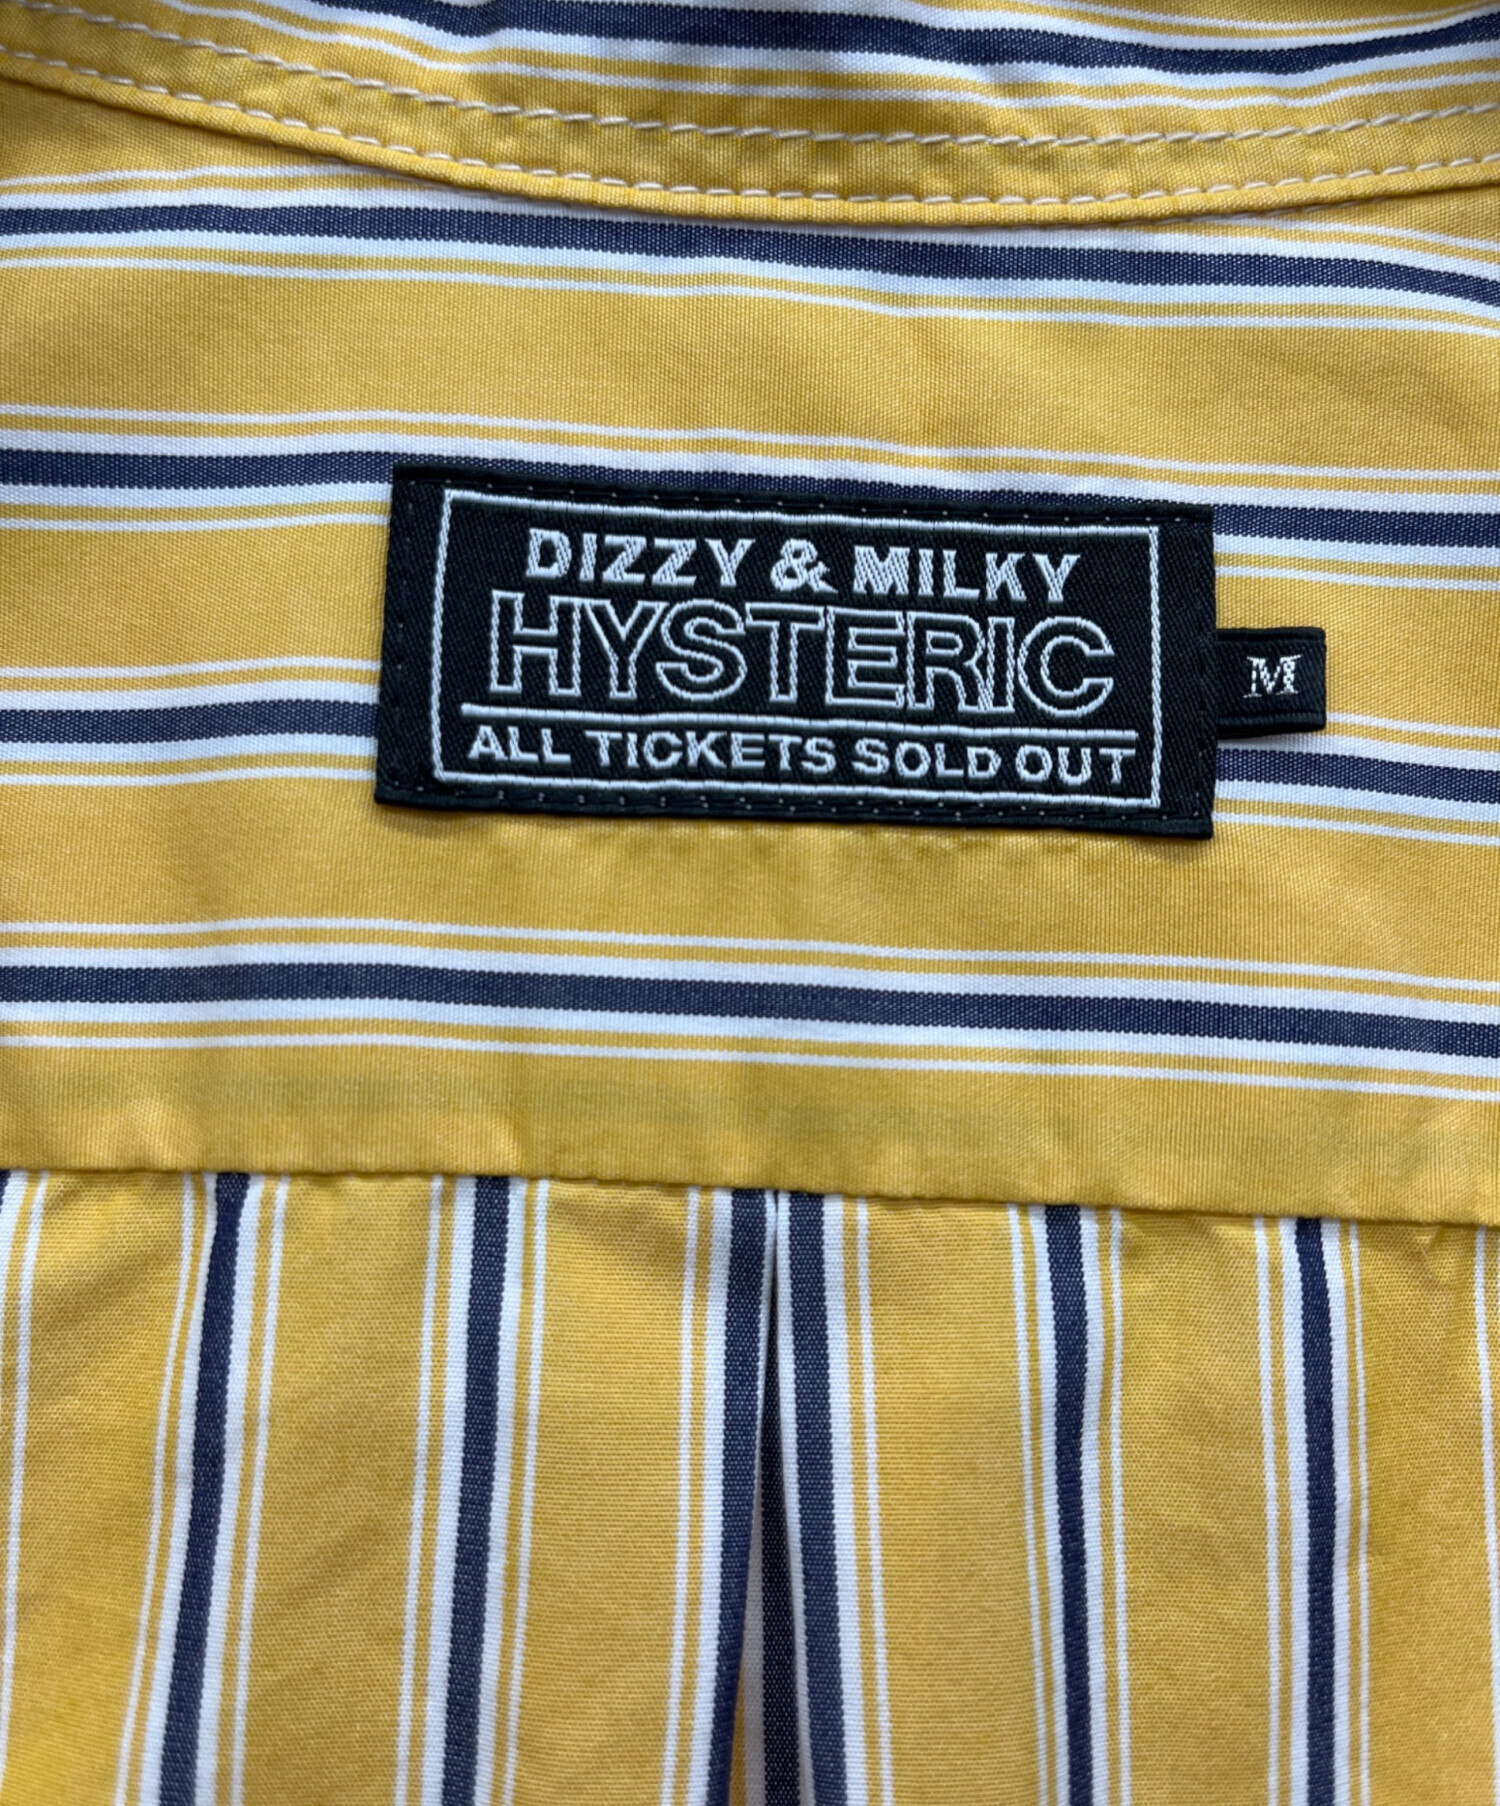 DIZZY & MILKY
HYSTERIC
ALL TICKETS SOLD OUT
M